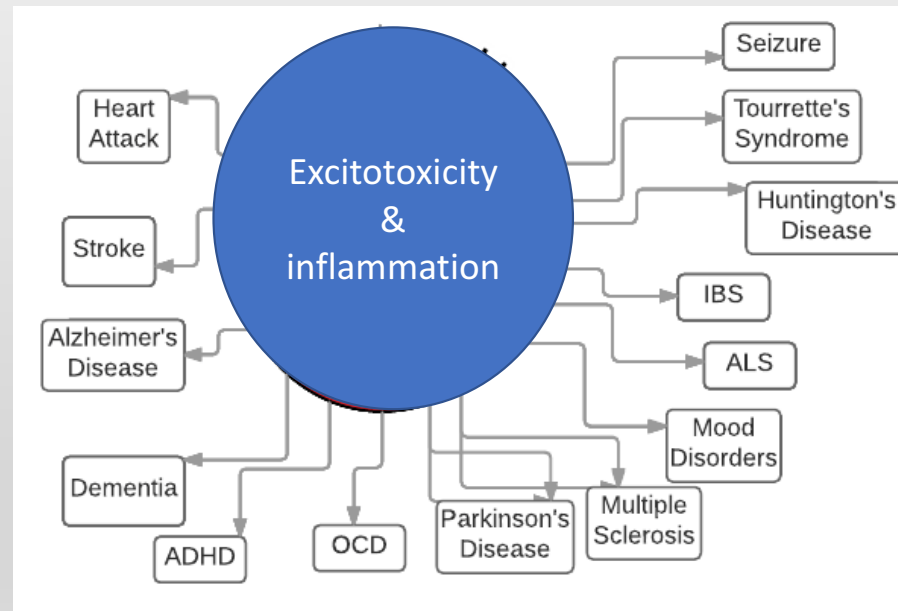 Excitotoxicity
&
inflammation
Heart
Attack
Stroke
Alzheimer's
Disease
Dementia
ADHD
OCD
Parkinson's
Disease
Multiple
Sclerosis
Mood
Disorders
ALS
IBS
Huntington's
Disease
Tourrette's
Syndrome
Seizure